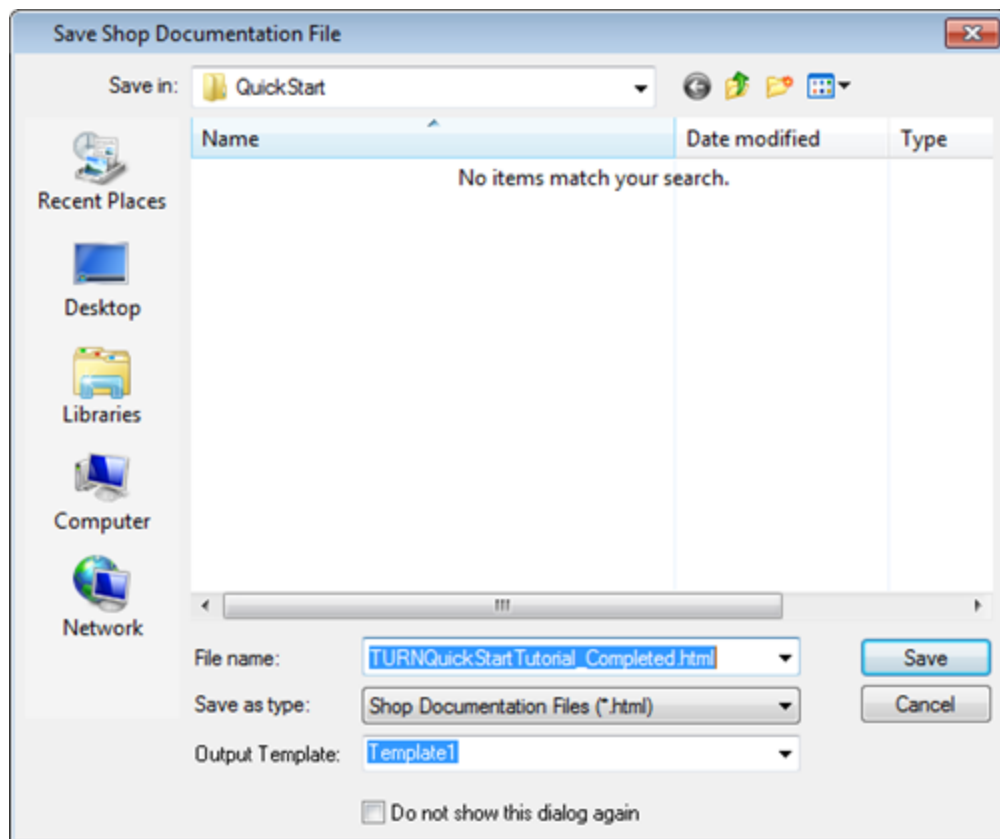 Save Shop Documentation File
Save in: QuickStart
Name Date modified Type
No items match your search.
Recent Places
Desktop
Libraries
Computer
Network
File name: TURNQuickStartTutorial_Completed.html Save
Save as type: Shop Documentation Files (*.html) Cancel
Output Template: Template1
Do not show this dialog again